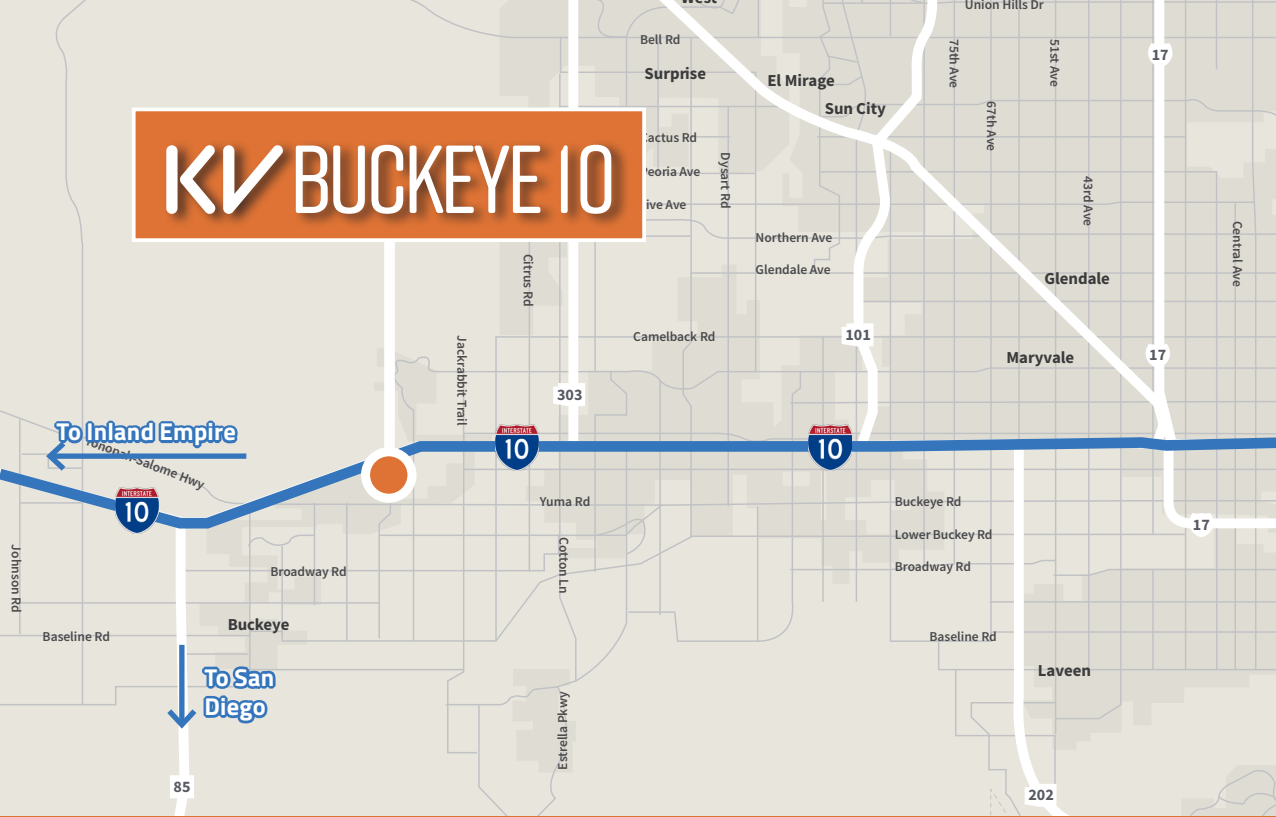 West
Union Hills Dr
Bell Rd
75th Ave
51st Ave
17
Surprise
El Mirage
Sun City
67th Ave
KV BUCKEYE 10
Cactus Rd
Peoria Ave
Dysart Rd
ive Ave
43rd Ave
Northern Ave
Central Ave
Citrus Rd
Glendale Ave
Glendale
Camelback Rd
101
Jackrabbit Trail
Maryvale
17
303
To Inland Empire
INTERSTATE
10
INTERSTATE
10
Tonopah-Salome Hwy
INTERSTATE
10
Yuma Rd
Buckeye Rd
17
Lower Buckey Rd
Johnson Rd
Broadway Rd
Cotton Ln
Broadway Rd
Buckeye
Baseline Rd
Baseline Rd
To San
Diego
Laveen
Estrella Pkwy
85
202